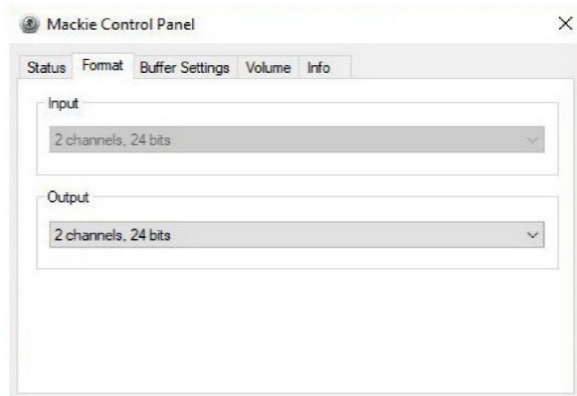 Mackie Control Panel
Status Format Buffer Settings Volume Info
Input
2 channels, 24 bits
Output
2 channels, 24 bits